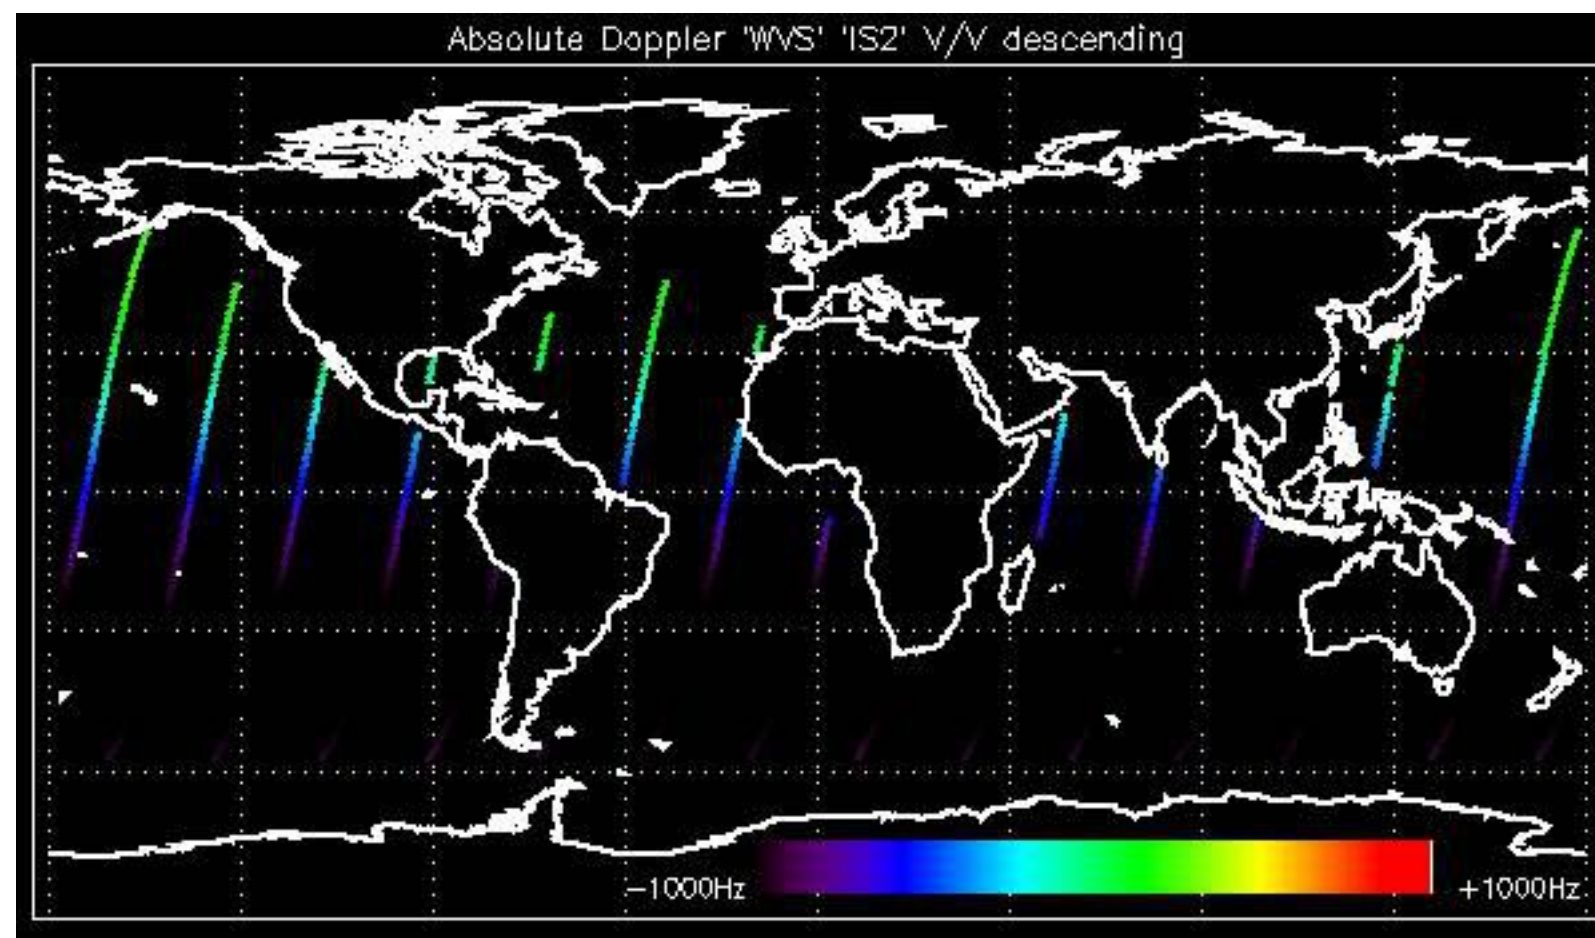 Absolute Doppler 'WVS' 'IS2' V/V descending
−1000Hz
+1000Hz